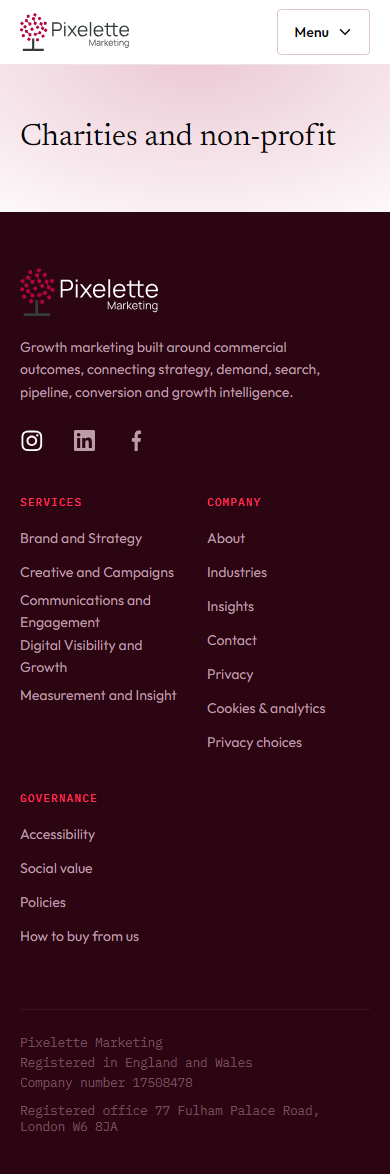 Pixelette
Marketing
Menu
Charities and non-profit
Pixelette
Marketing
Growth marketing built around commercial
outcomes, connecting strategy, demand, search,
pipeline, conversion and growth intelligence.
SERVICES
Brand and Strategy
Creative and Campaigns
Communications and
Engagement
Digital Visibility and
Growth
Measurement and Insight
COMPANY
About
Industries
Insights
Contact
Privacy
Cookies & analytics
Privacy choices
GOVERNANCE
Accessibility
Social value
Policies
How to buy from us
Pixelette Marketing
Registered in England and Wales
Company number 17508478
Registered office 77 Fulham Palace Road,
London W6 8JA